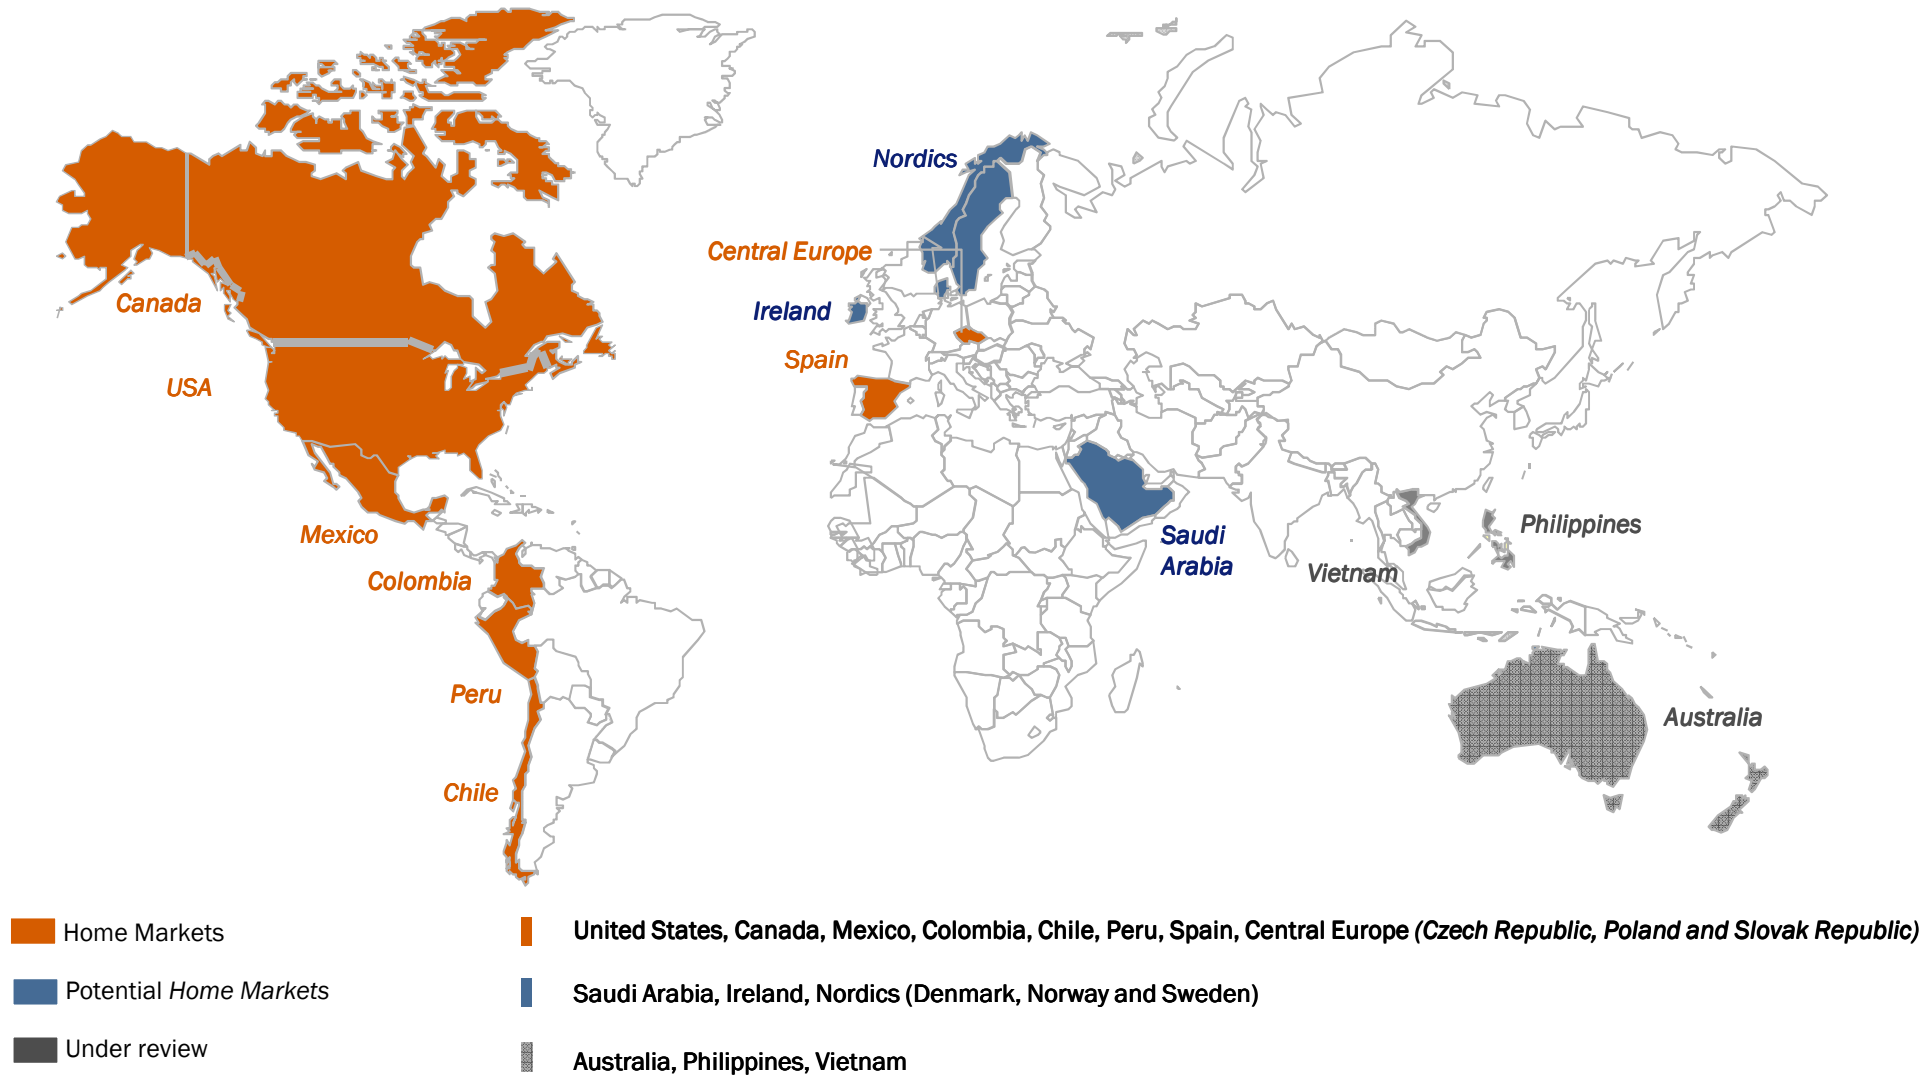 Nordics
Central Europe
Ireland
Canada
Spain
USA
Philippines
Mexico
Saudi
Arabia
Vietnam
Colombia
Peru
Australia
Chile
Home Markets
United States, Canada, Mexico, Colombia, Chile, Peru, Spain, Central Europe (Czech Republic, Poland and Slovak Republic)
Potential Home Markets
Saudi Arabia, Ireland, Nordics (Denmark, Norway and Sweden)
Under review
Australia, Philippines, Vietnam